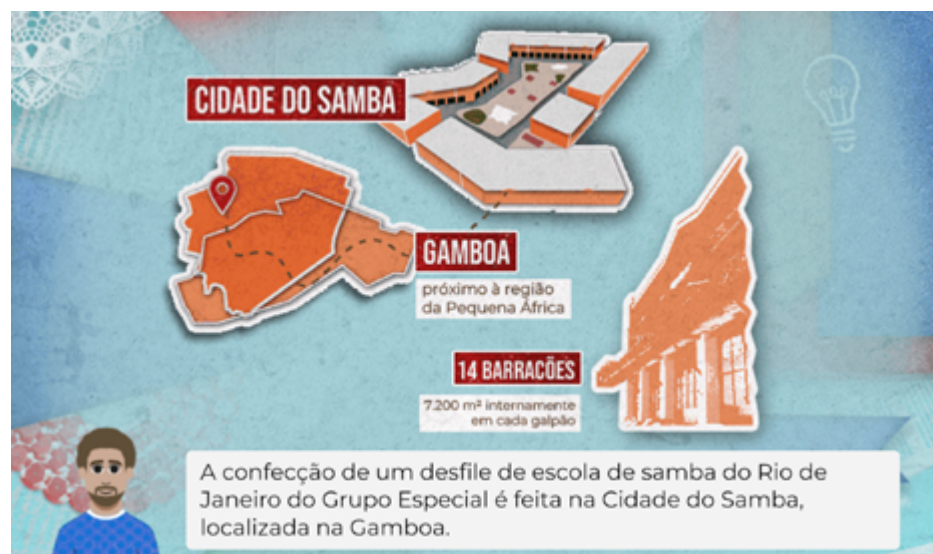 CIDADE DO SAMBA
GAMBOA
próximo à região
da Pequena África
14 BARRACÕES
7.200 m² internamente
em cada galpão
A confecção de um desfile de escola de samba do Rio de
Janeiro do Grupo Especial é feita na Cidade do Samba,
localizada na Gamboa.